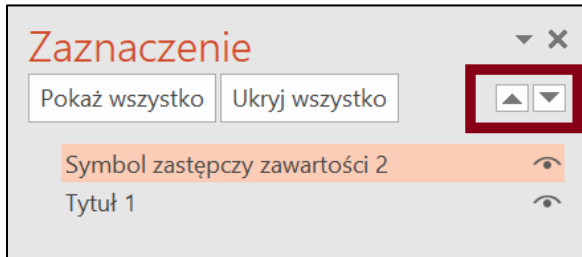 Zaznaczenie
Pokaż wszystko Ukryj wszystko
Symbol zastępczy zawartości 2
Tytuł 1